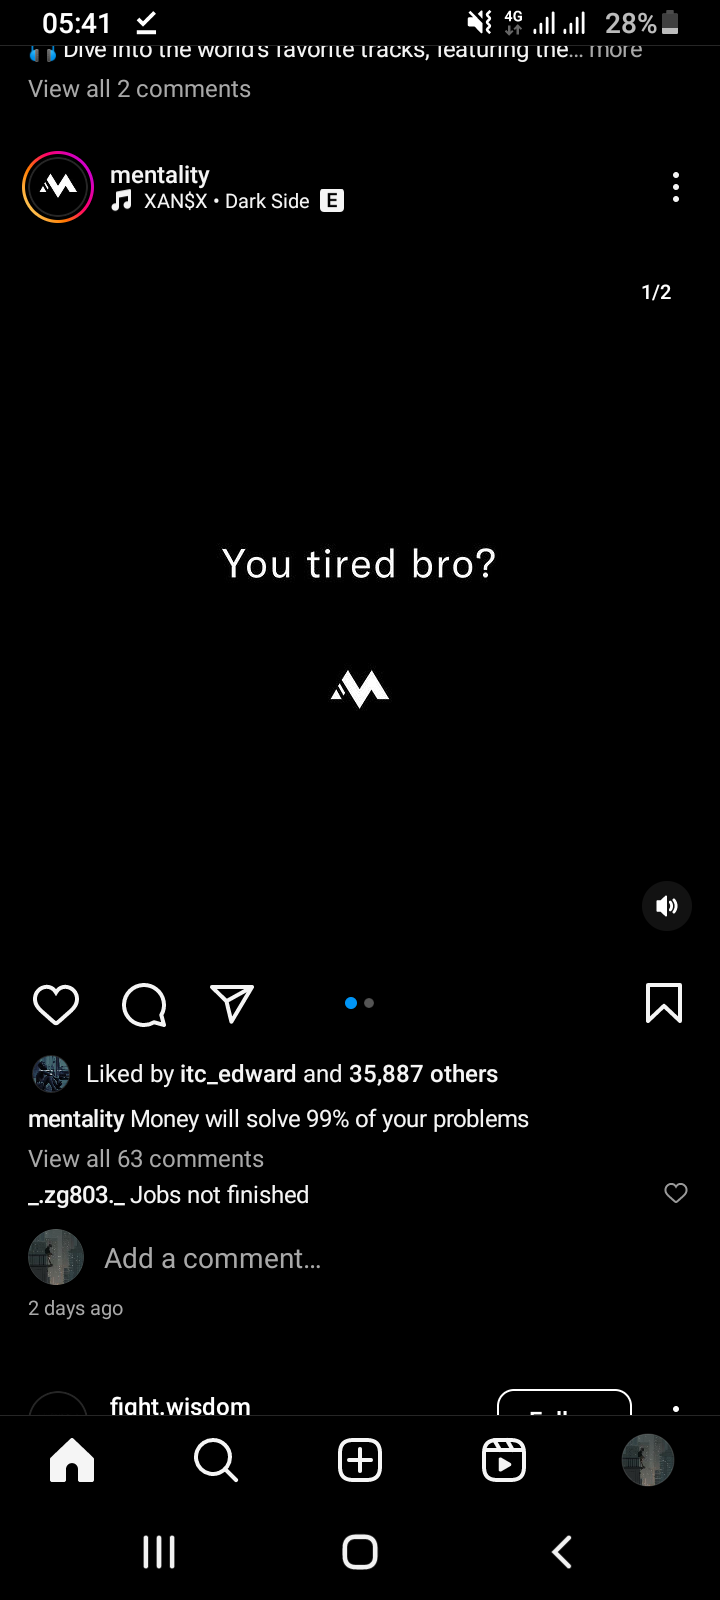 05:41
4G
28%
Dive into the world's favorite tracks, featuring the... more
View all 2 comments
mentality
XAN$X • Dark Side E
1/2
You tired bro?
Liked by itc_edward and 35,887 others
mentality Money will solve 99% of your problems
View all 63 comments
_.zg803._ Jobs not finished
Add a comment...
2 days ago
fight.wisdom